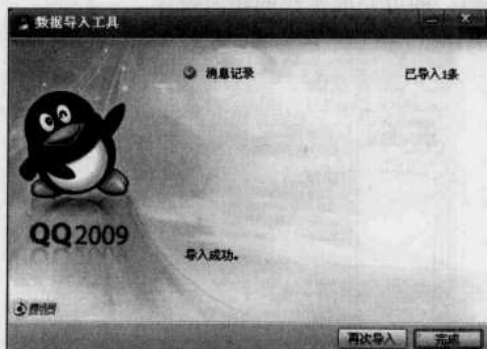 数据导入工具
消息记录 已导入1条
QQ2009
导入成功。
腾讯网
再次导入 完成